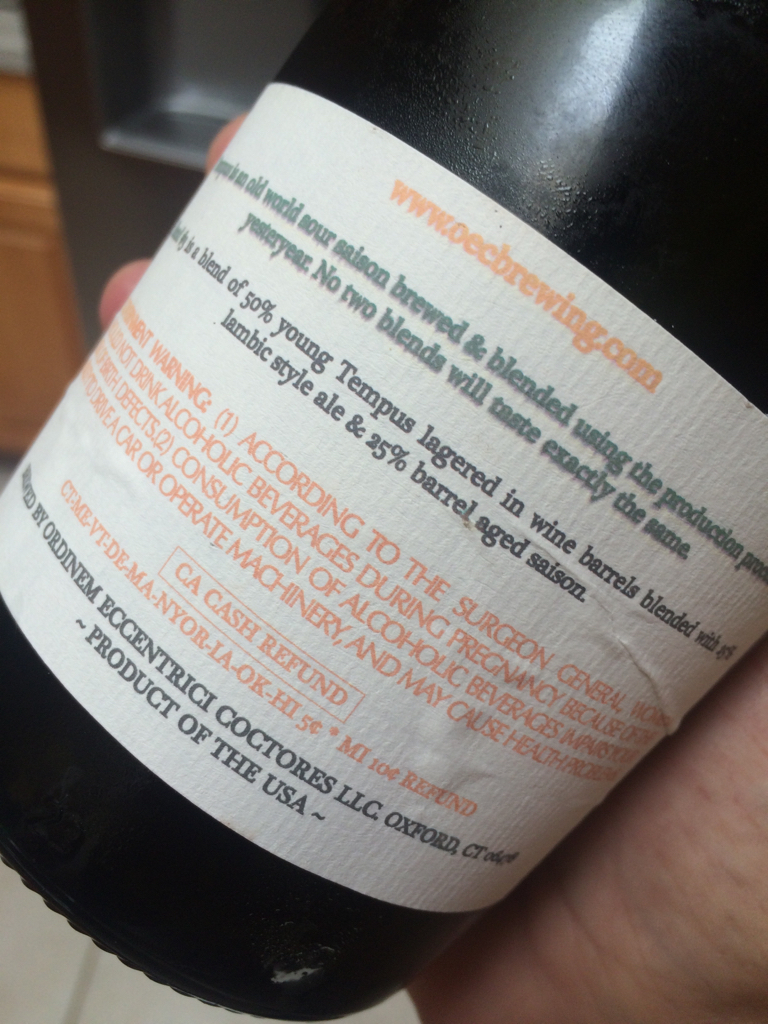 www.oecbrewing.com
is an old world sour saison brewed & blended using the production
yesteryear. No two blends will taste exactly the same.
is a blend of 50% young Tempus lagered in wine barrels blended with 25%
lambic style ale & 25% barrel aged saison.
WARNING: (1) ACCORDING TO THE SURGEON GENERAL,
NOT DRINK ALCOHOLIC BEVERAGES DURING PREGNANCY BECAUSE OF
BIRTH DEFECTS.(2) CONSUMPTION OF ALCOHOLIC BEVERAGES IMPAIRS
DRIVE A CAR OR OPERATE MACHINERY, AND MAY CAUSE HEALTH
CA CASH REFUND
CT-ME-VT-DE-MA-NYOR-IA-OK-HI 5¢ * MI 10¢ REFUND
BY ORDINEM ECCENTRICI COCTORES LLC, OXFORD, CT
~ PRODUCT OF THE USA ~